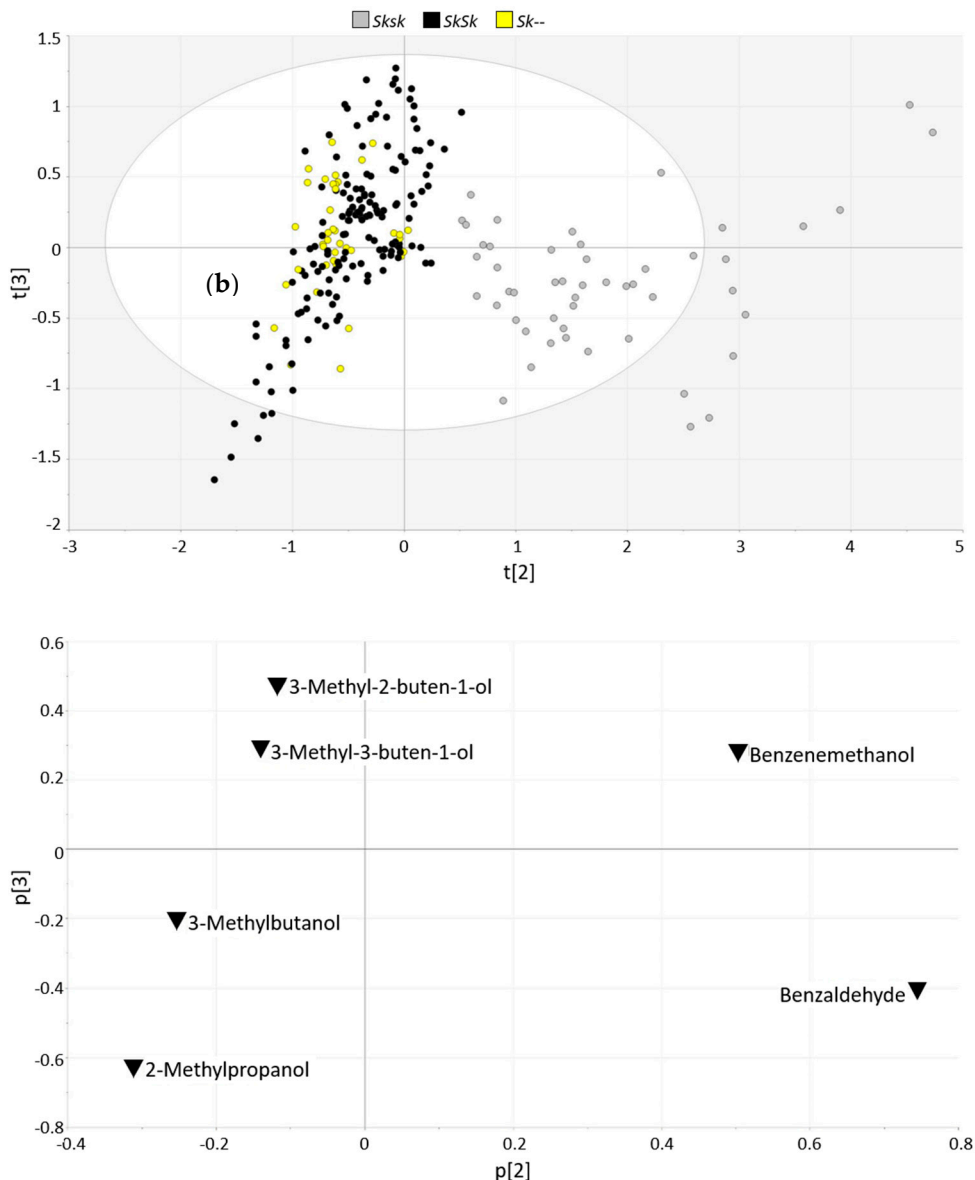 Sksk SkSk Sk--
1.5
1
0.5
0
-0.5
-1
-1.5
-2
t[3]
(b)
-3 -2 -1 0 1 2 3 4 5
t[2]
0.6
0.4
0.2
0
-0.2
-0.4
-0.6
-0.8
p[3]
3-Methyl-2-buten-1-ol
3-Methyl-3-buten-1-ol
Benzenemethanol
3-Methylbutanol
Benzaldehyde
2-Methylpropanol
-0.4 -0.2 0 0.2 0.4 0.6 0.8
p[2]